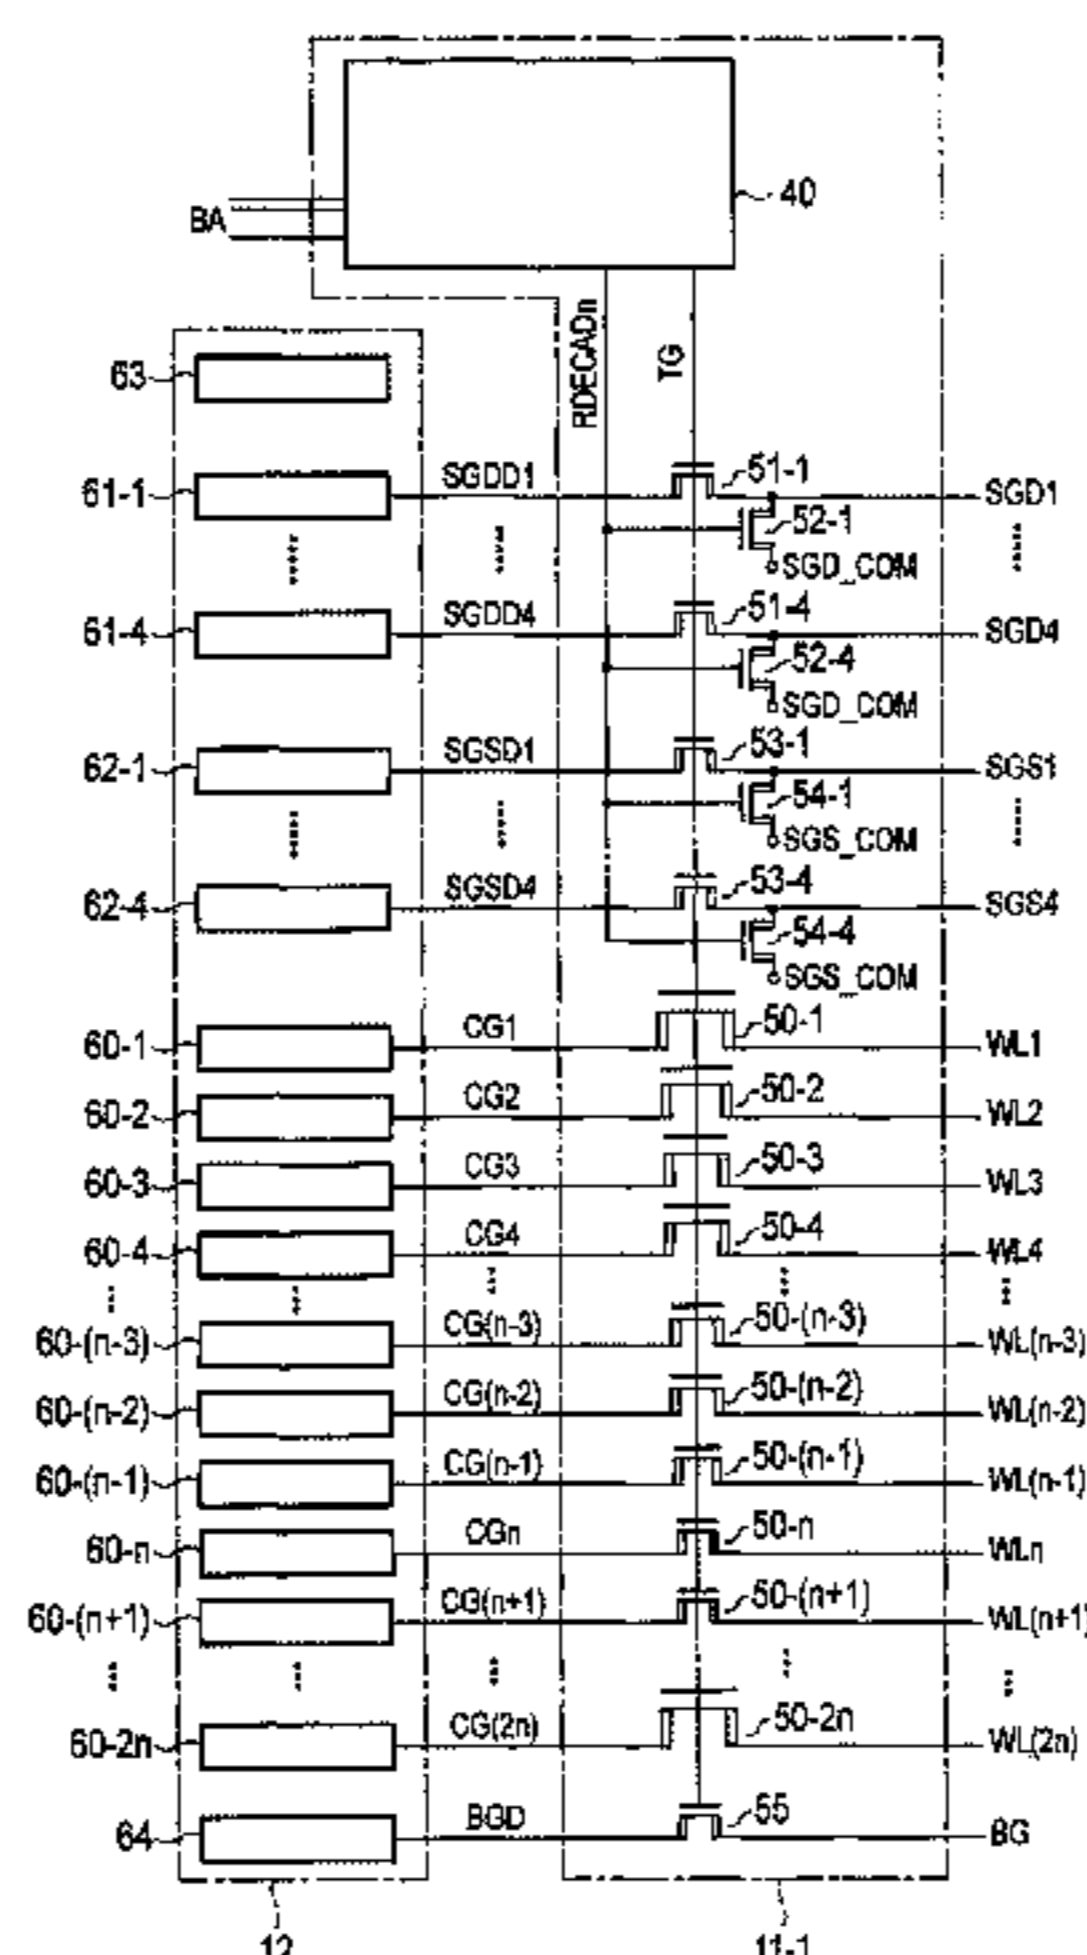 40
BA
RDECADn
TG
63
61-1 SGDD1 51-1 SGD1
52-1
SGD_COM
61-4 SGDD4 51-4 SGD4
52-4
SGD_COM
62-1 SGSD1 53-1 SGS1
54-1
SGS_COM
62-4 SGSD4 53-4 SGS4
54-4
SGS_COM
60-1 CG1 50-1 WL1
60-2 CG2 50-2 WL2
60-3 CG3 50-3 WL3
60-4 CG4 50-4 WL4
60-(n-3) CG(n-3) 50-(n-3) WL(n-3)
60-(n-2) CG(n-2) 50-(n-2) WL(n-2)
60-(n-1) CG(n-1) 50-(n-1) WL(n-1)
60-n CGn 50-n WLn
60-(n+1) CG(n+1) 50-(n+1) WL(n+1)
60-2n CG(2n) 50-2n WL(2n)
64 BGD 55 BG
12 11-1